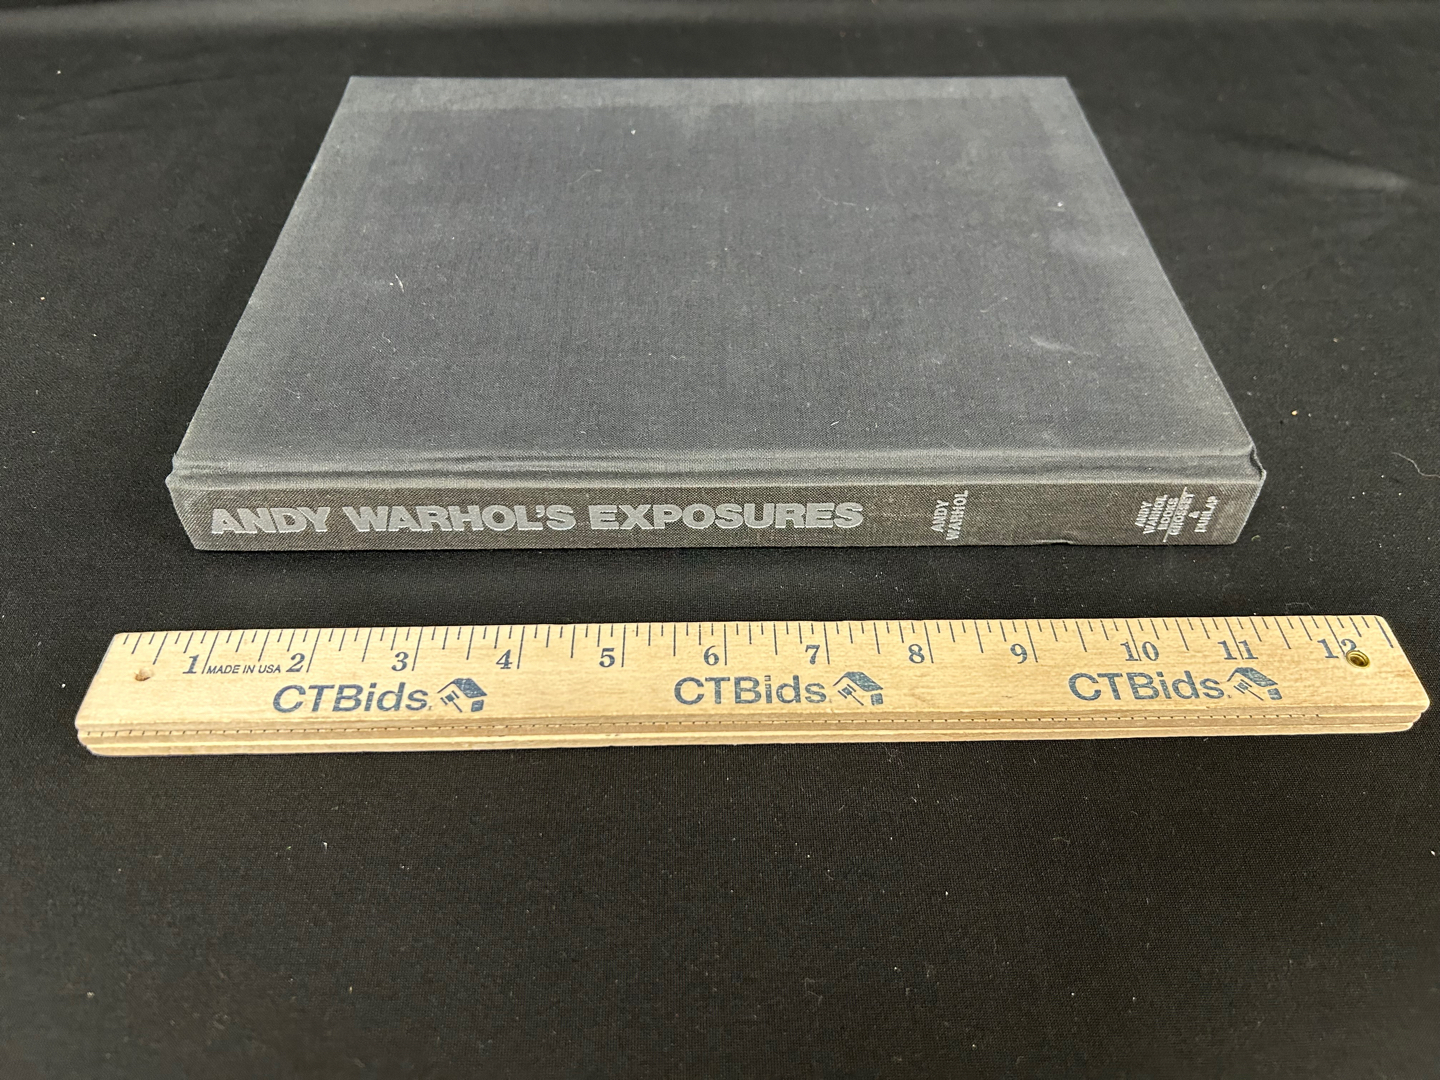 ANDY WARHOL'S EXPOSURES
ANDY
WARHOL
ANDY
WARHOL
BOOKS
GROSSET
&
DUNLAP
1 2 3 4 5 6 7 8 9 10 11 12
MADE IN USA
CTBids. CTBids. CTBids.